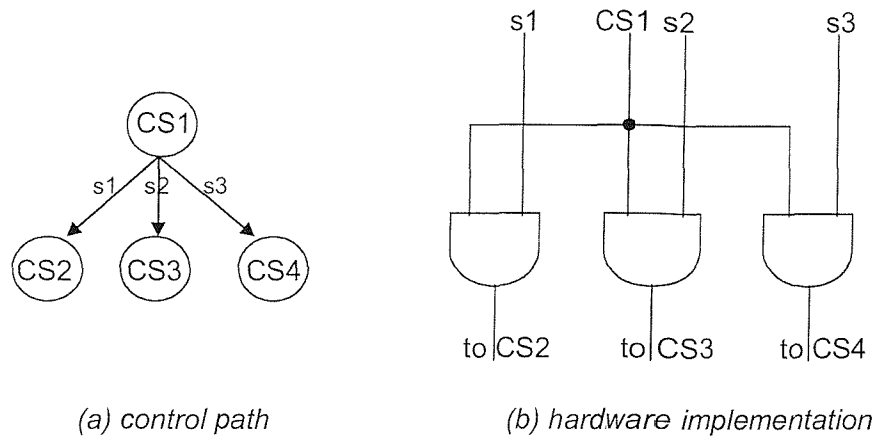 CS1
s1 s2 s3
CS2 CS3 CS4
(a) control path
s1 CS1 s2 s3
to CS2 to CS3 to CS4
(b) hardware implementation